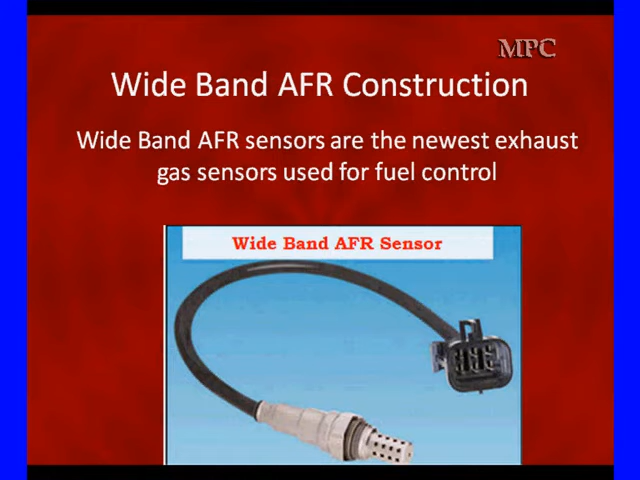 MPC
Wide Band AFR Construction
Wide Band AFR sensors are the newest exhaust
gas sensors used for fuel control
Wide Band AFR Sensor